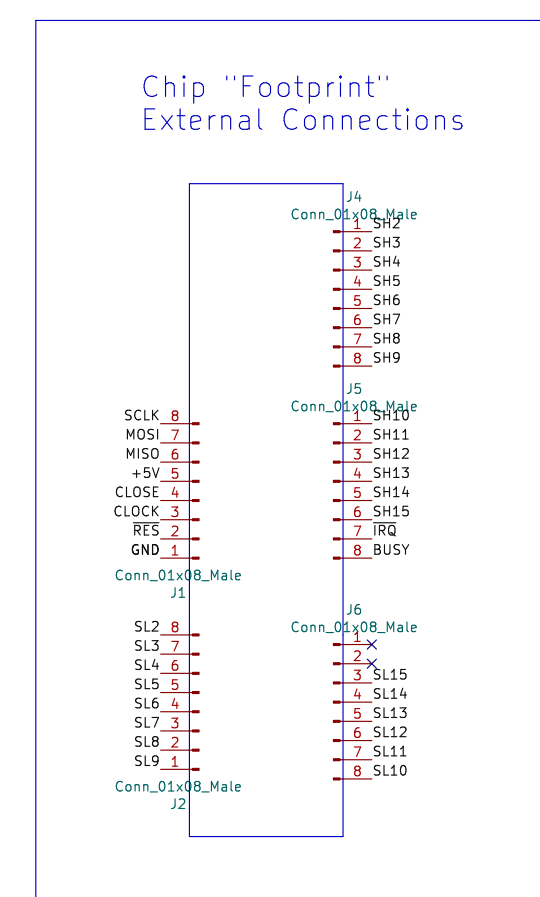 Chip "Footprint"
External Connections
J4
Conn_01x08_Male
1 SH2
2 SH3
3 SH4
4 SH5
5 SH6
6 SH7
7 SH8
8 SH9
J5
Conn_01x08_Male
1 SH10
2 SH11
3 SH12
4 SH13
5 SH14
6 SH15
7 IRQ
8 BUSY
SCLK 8
MOSI 7
MISO 6
+5V 5
CLOSE 4
CLOCK 3
RES 2
GND 1
Conn_01x08_Male
J1
J6
Conn_01x08_Male
1
2
3 SL15
4 SL14
5 SL13
6 SL12
7 SL11
8 SL10
SL2 8
SL3 7
SL4 6
SL5 5
SL6 4
SL7 3
SL8 2
SL9 1
Conn_01x08_Male
J2